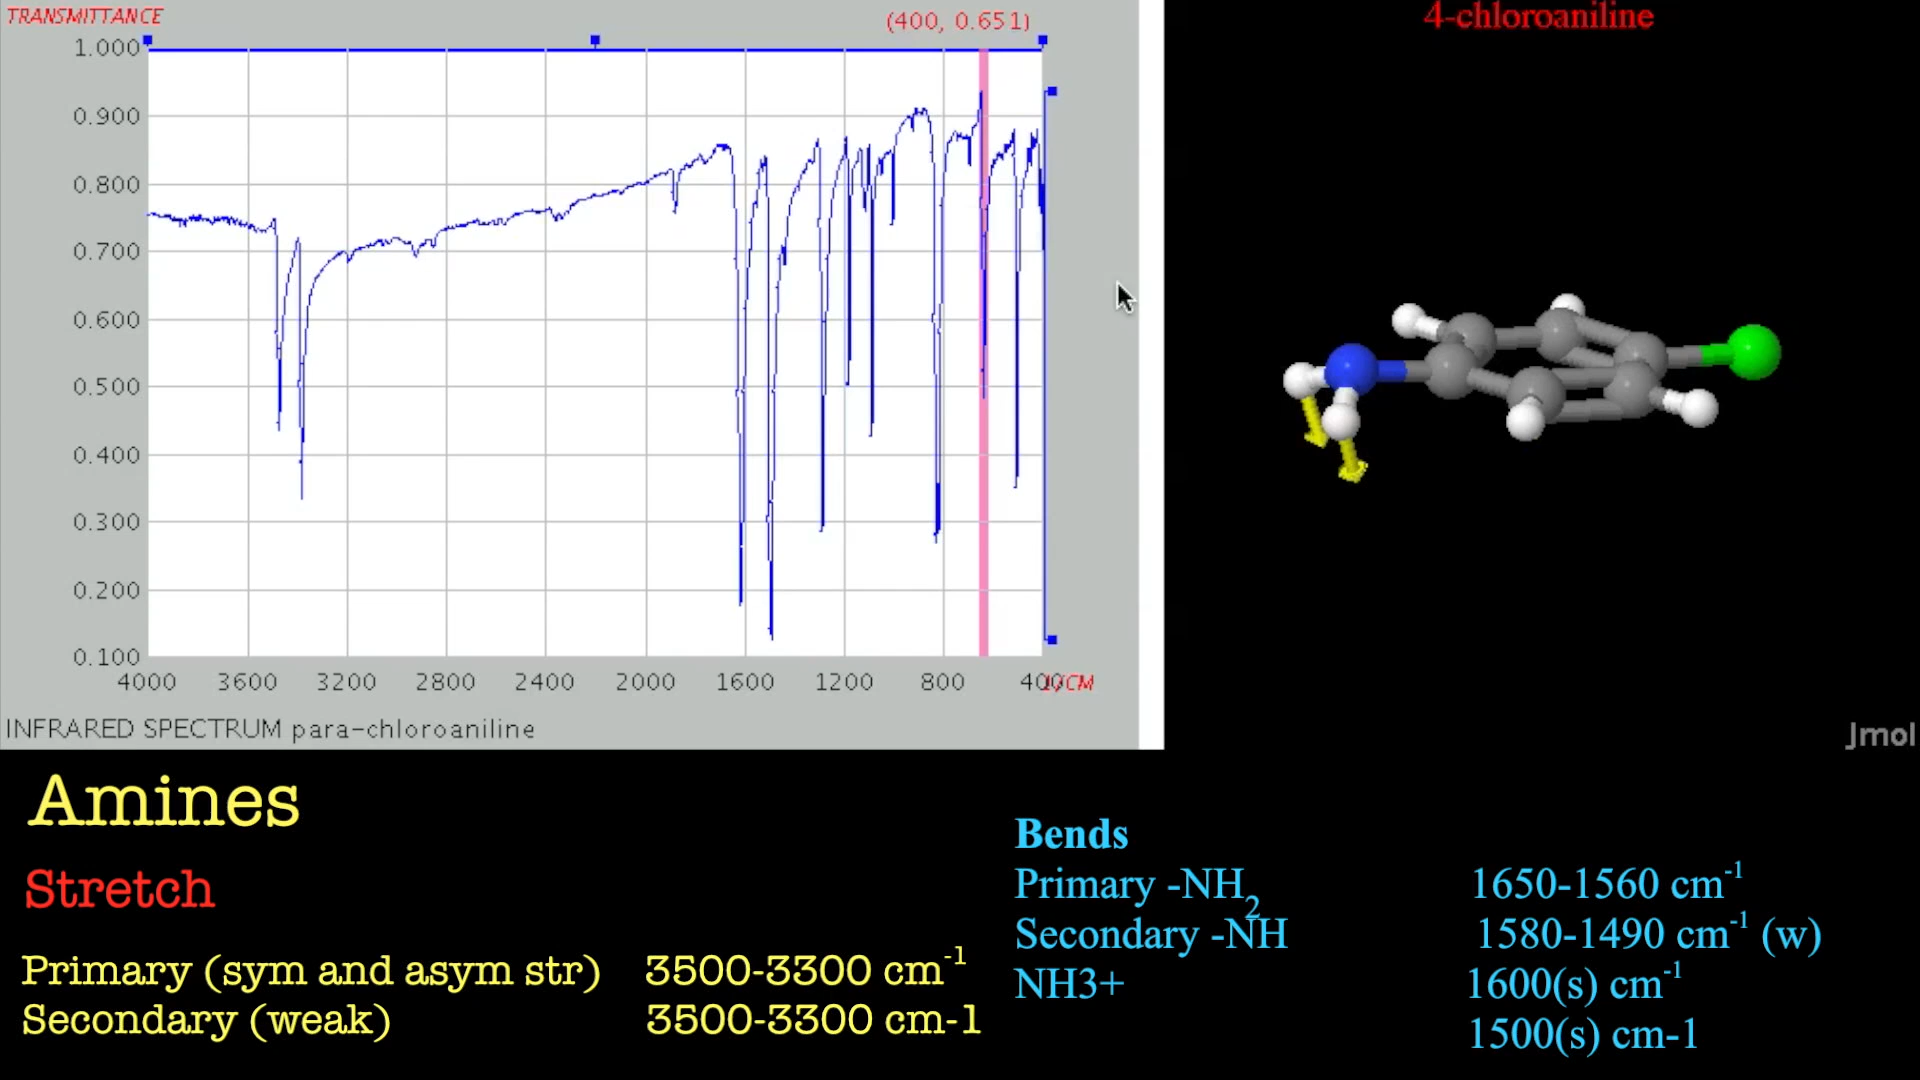 TRANSMITTANCE
(400, 0.651)
1.000
0.900
0.800
0.700
0.600
0.500
0.400
0.300
0.200
0.100
4000 3600 3200 2800 2400 2000 1600 1200 800 400 1/CM
INFRARED SPECTRUM para-chloroaniline
4-chloroaniline
Jmol
Amines
Stretch
Primary (sym and asym str) 3500-3300 cm⁻¹
Secondary (weak) 3500-3300 cm-1
Bends
Primary -NH₂ 1650-1560 cm⁻¹
Secondary -NH 1580-1490 cm⁻¹ (w)
NH3+ 1600(s) cm⁻¹
1500(s) cm-1